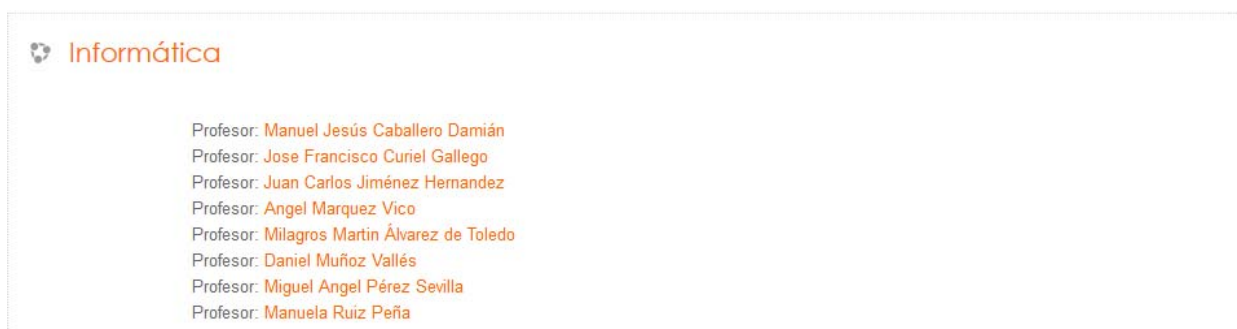 Informática
Profesor: Manuel Jesús Caballero Damián
Profesor: Jose Francisco Curiel Gallego
Profesor: Juan Carlos Jiménez Hernandez
Profesor: Angel Marquez Vico
Profesor: Milagros Martin Álvarez de Toledo
Profesor: Daniel Muñoz Vallés
Profesor: Miguel Angel Pérez Sevilla
Profesor: Manuela Ruiz Peña